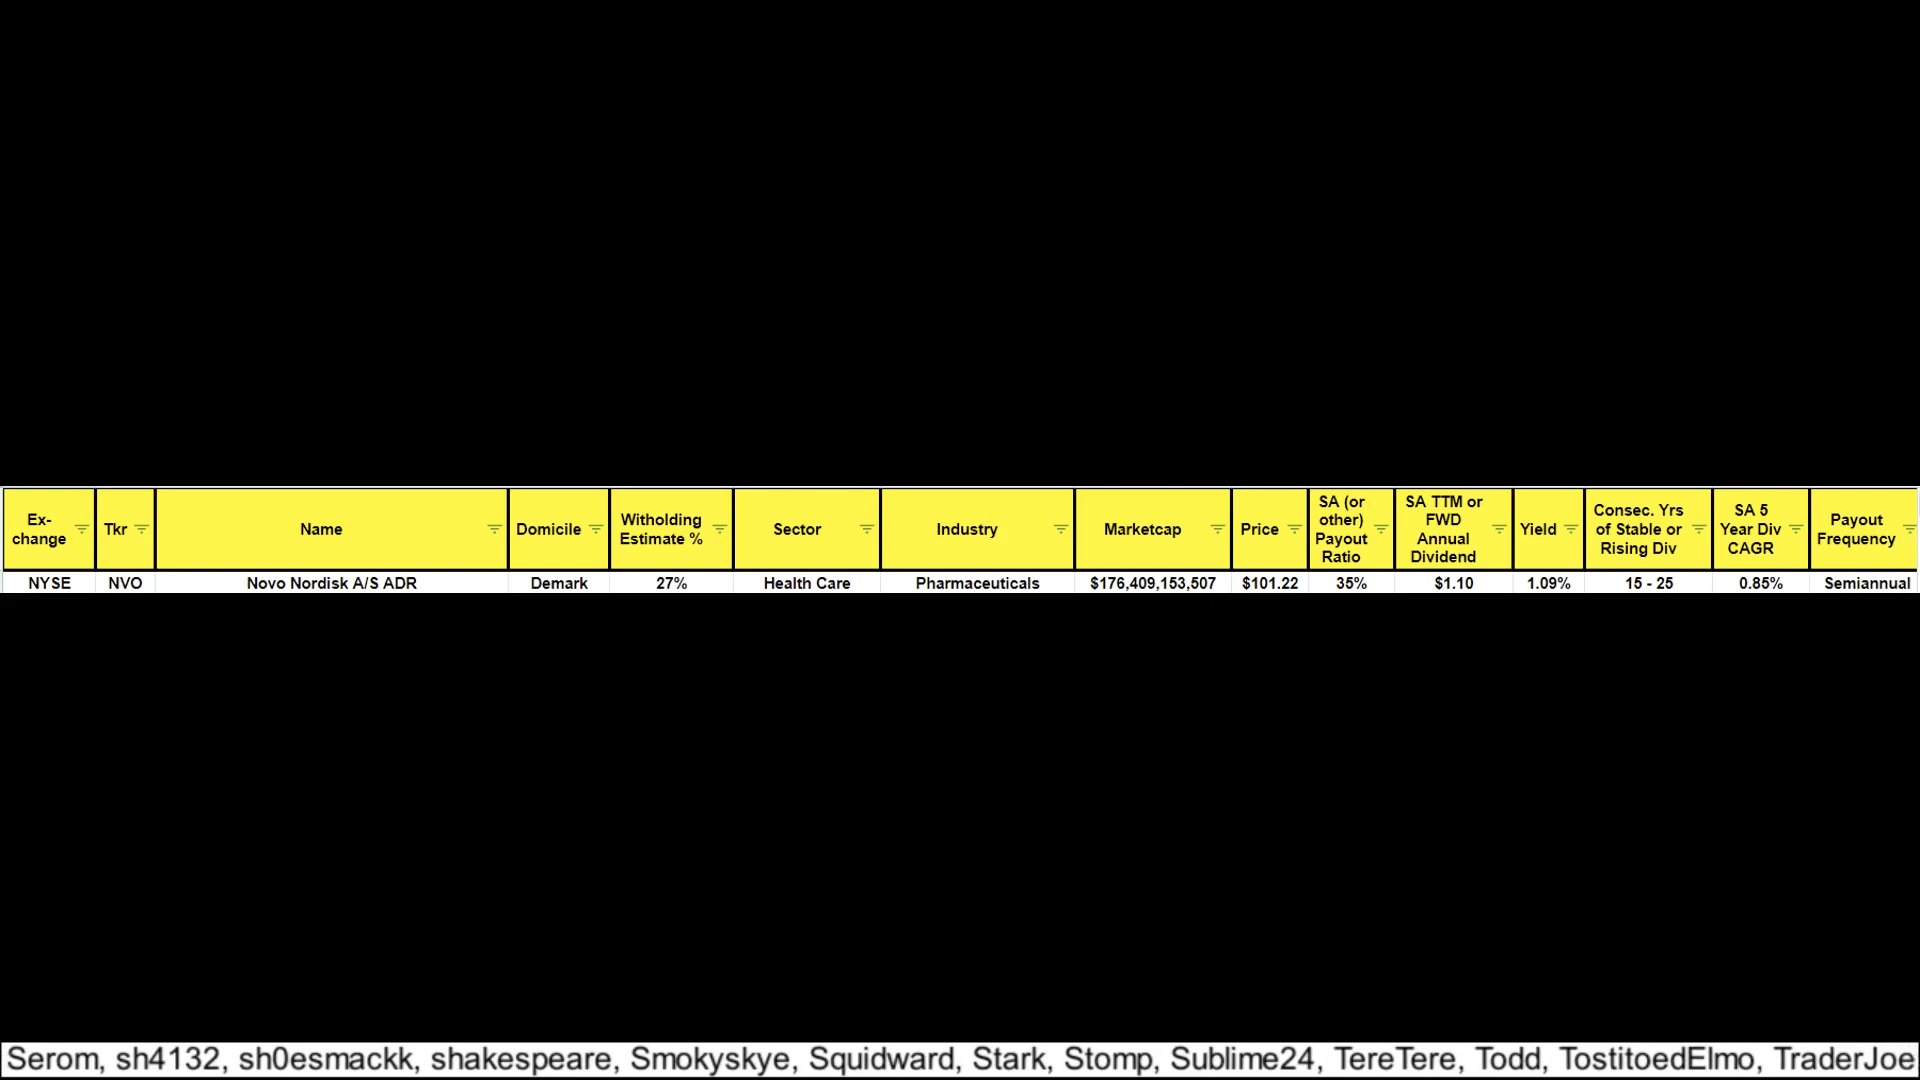 Ex-change Tkr Name Domicile Witholding Estimate % Sector Industry Marketcap Price SA (or other) Payout Ratio SA TTM or FWD Annual Dividend Yield Consec. Yrs of Stable or Rising Div SA 5 Year Div CAGR Payout Frequency
NYSE NVO Novo Nordisk A/S ADR Demark 27% Health Care Pharmaceuticals $176,409,153,507 $101.22 35% $1.10 1.09% 15 - 25 0.85% Semiannual
Serom, sh4132, sh0esmackk, shakespeare, Smokyskye, Squidward, Stark, Stomp, Sublime24, TereTere, Todd, TostitoedElmo, TraderJoe